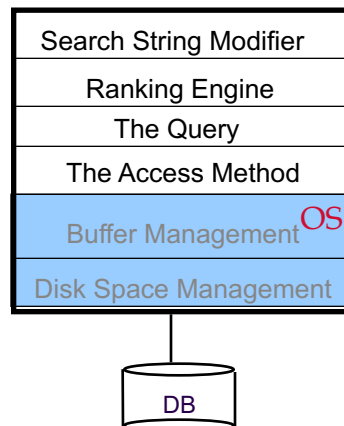 Search String Modifier
Ranking Engine
The Query
The Access Method
Buffer Management OS
Disk Space Management
DB